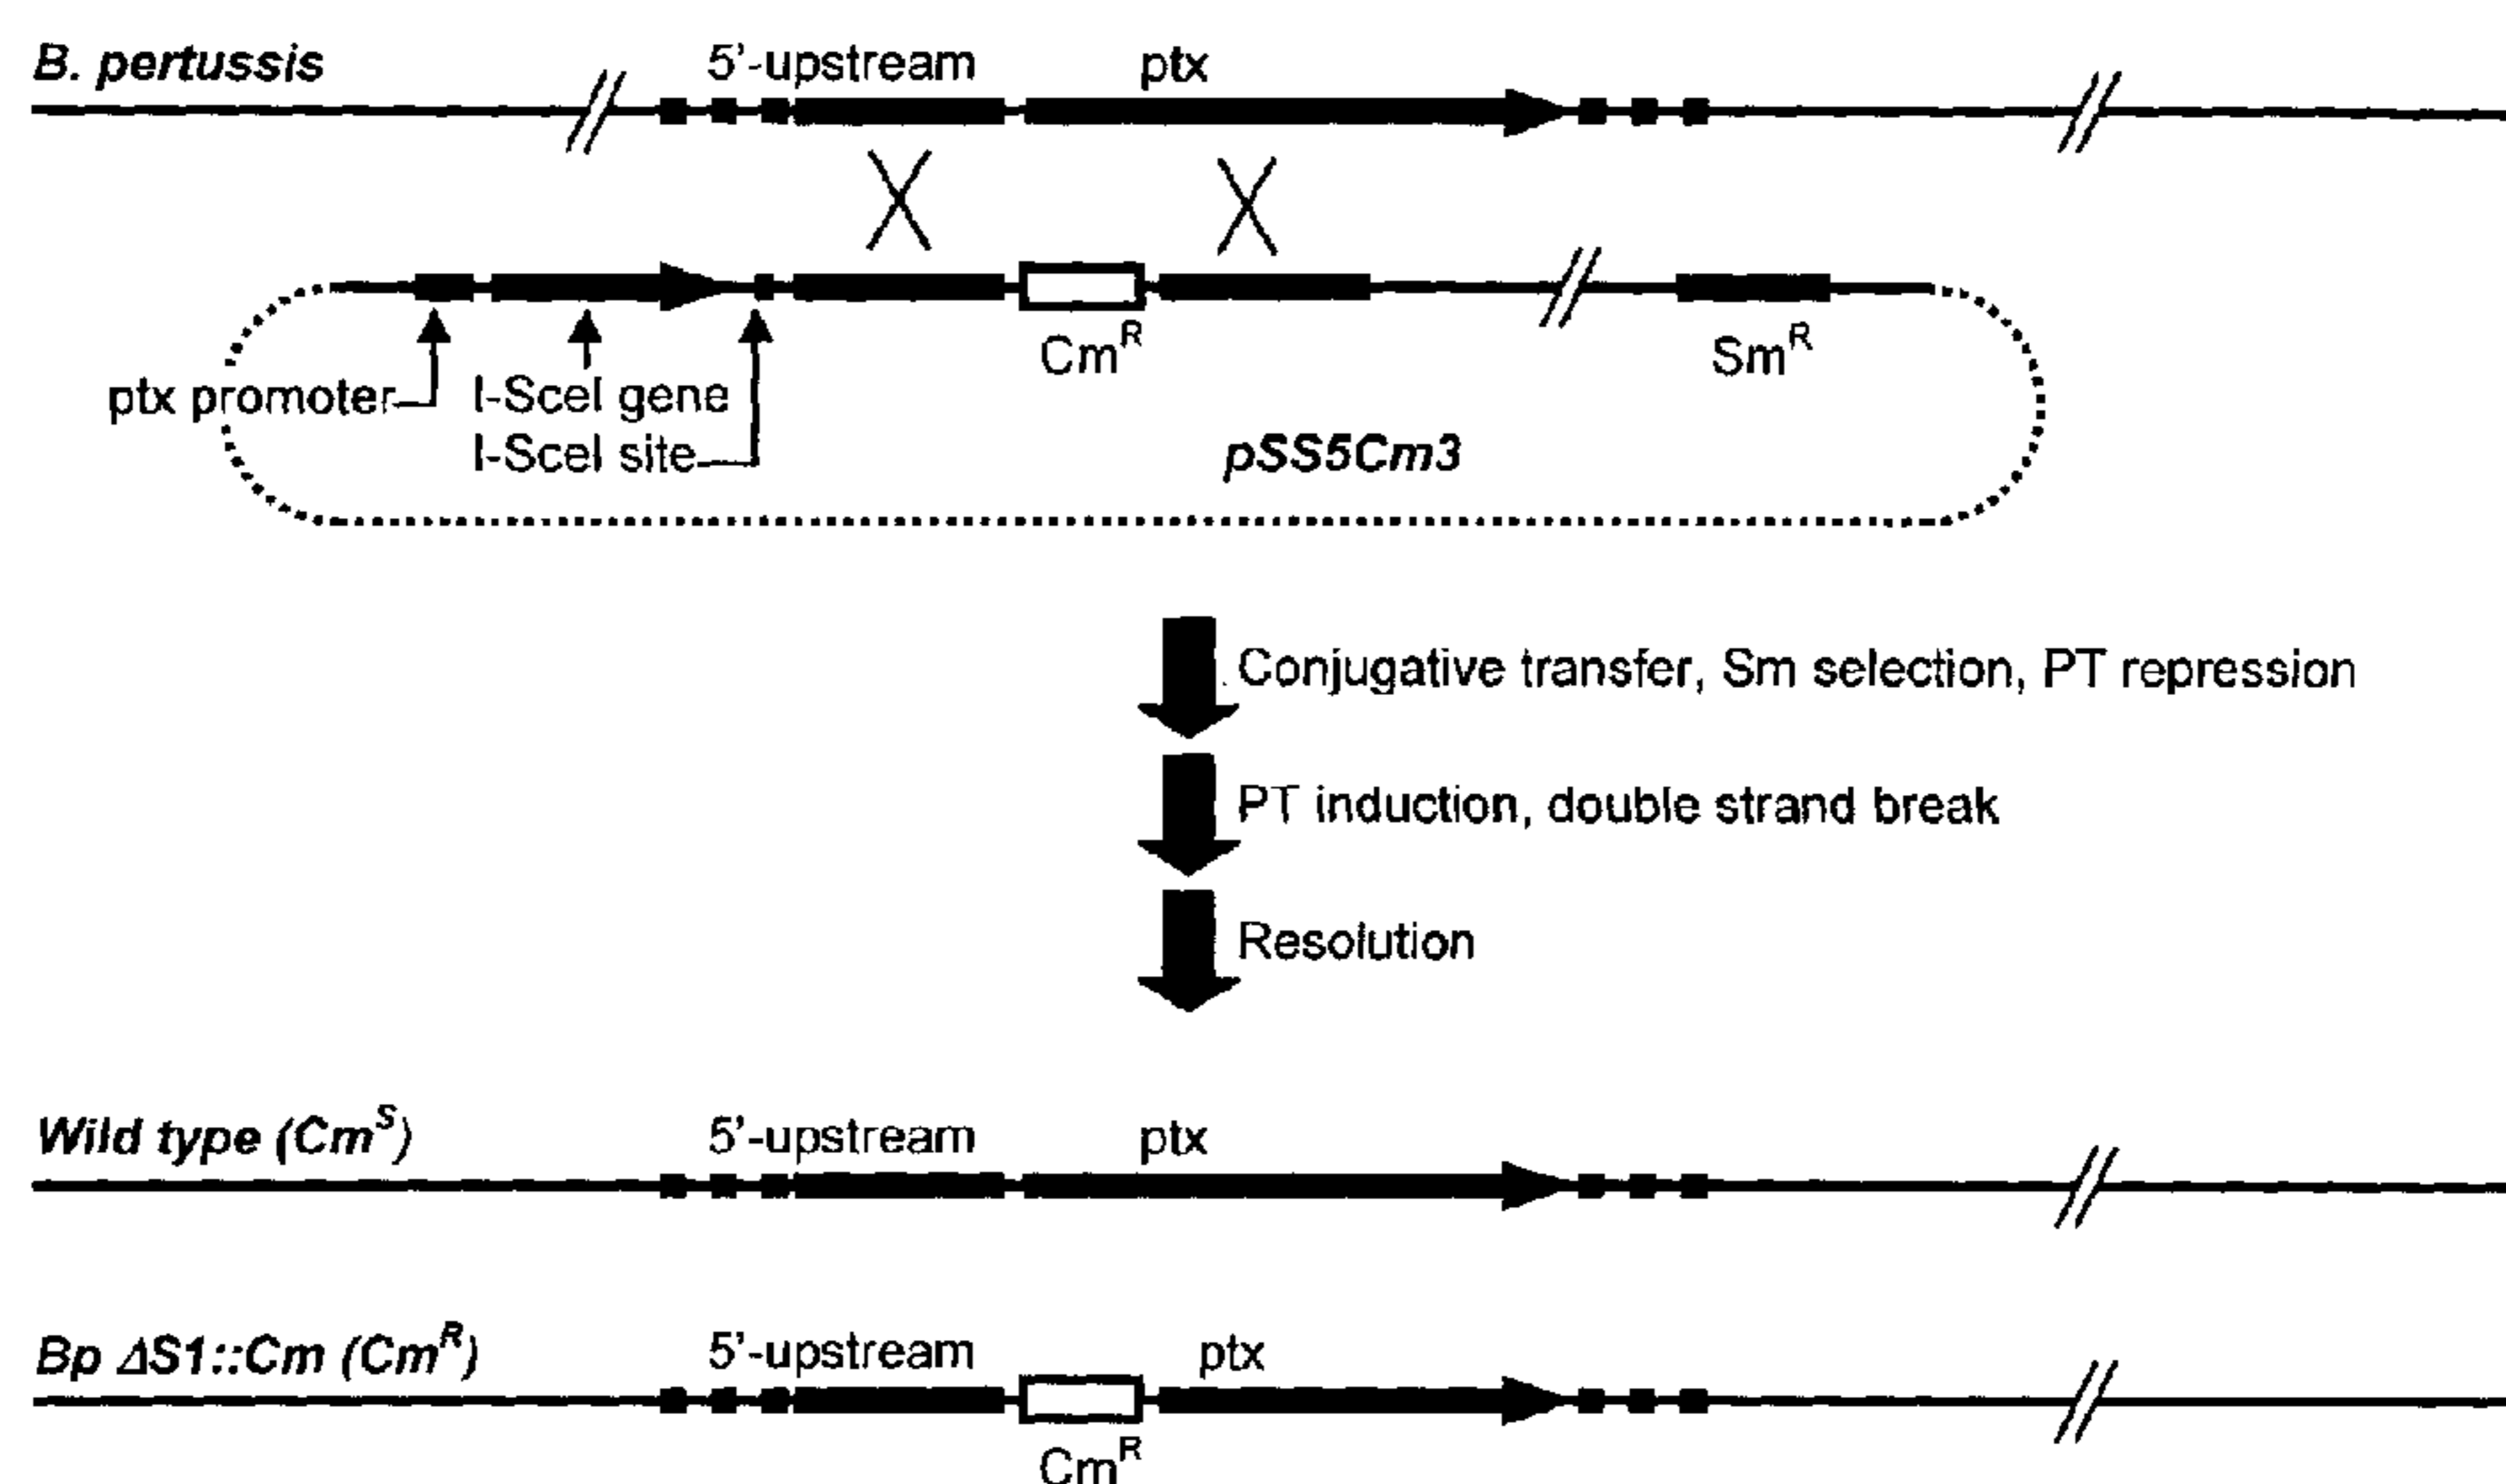 B. pertussis 5'-upstream ptx
Cm^R Sm^R
ptx promoter I-SceI gene
I-SceI site pSS5Cm3
Conjugative transfer, Sm selection, PT repression
PT induction, double strand break
Resolution
Wild type (Cm^S) 5'-upstream ptx
Bp ΔS1::Cm (Cm^R) 5'-upstream ptx
Cm^R